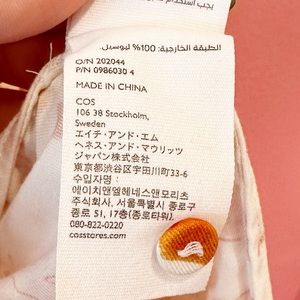 يجب استخدام
الطبقة الخارجية: 100% ليوسيل.
O/N 202044
P/N 0986030 4
MADE IN CHINA
COS
106 38 Stockholm,
Sweden
エイチ・アンド・エム
ヘネス・アンド・マウリッツ
ジャパン株式会社
東京都渋谷区宇田川町33-6
수입자명 :
에이치앤엠헤네스앤모리츠
주소: 서울특별시 종로구
종로 51, 17층(종로타워).
080-822-0220
cosstores.com